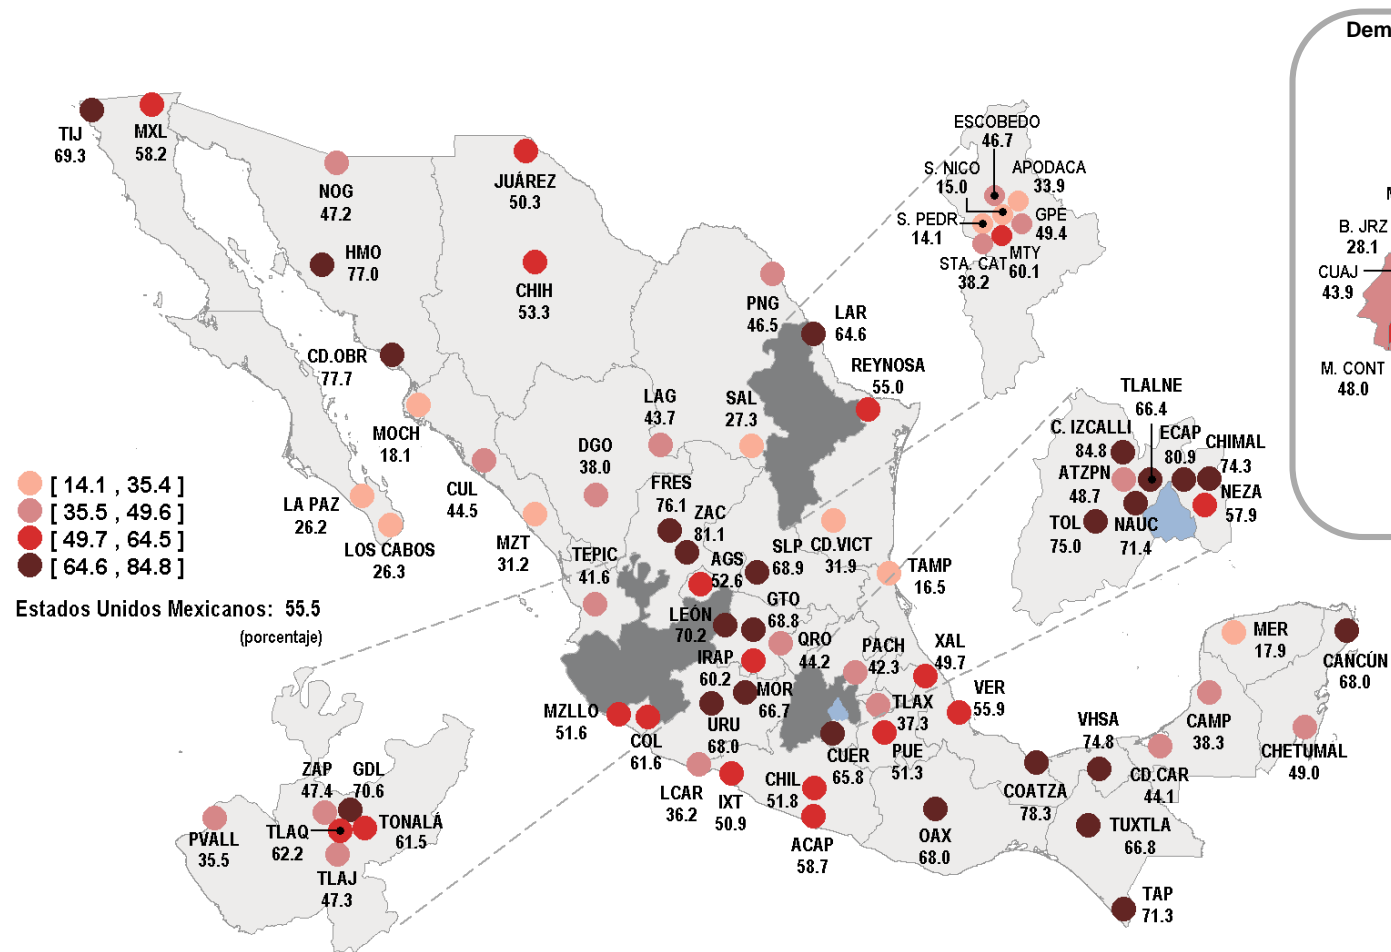 Dem
TIJ
69.3
MXL
58.2
NOG
47.2
HMO
77.0
JUÁREZ
50.3
CHIH
53.3
CD.OBR
77.7
MOCH
18.1
CUL
44.5
LA PAZ
26.2
LOS CABOS
26.3
MZT
31.2
DGO
38.0
LAG
43.7
SAL
27.3
PNG
46.5
LAR
64.6
REYNOSA
55.0
ESCOBEDO
46.7
S. NICO
15.0
APODACA
33.9
S. PEDR
14.1
GPE
49.4
STA. CAT
38.2
MTY
60.1
B. JRZ
28.1
CUAJ
43.9
M. CONT
48.0
M
TLALNE
66.4
C. IZCALLI
84.8
ECAP
80.9
CHIMAL
74.3
ATZPN
48.7
NEZA
57.9
TOL
75.0
NAUC
71.4
[ 14.1 , 35.4 ]
[ 35.5 , 49.6 ]
[ 49.7 , 64.5 ]
[ 64.6 , 84.8 ]
Estados Unidos Mexicanos: 55.5
(porcentaje)
FRES
76.1
ZAC
81.1
TEPIC
41.6
AGS
52.6
SLP
68.9
CD.VICT
31.9
TAMP
16.5
LEÓN
70.2
GTO
68.8
QRO
44.2
IRAP
60.2
PACH
42.3
XAL
49.7
MOR
66.7
URU
68.0
MZLLO
51.6
COL
61.6
LCAR
36.2
IXT
50.9
CHIL
51.8
ACAP
58.7
CUER
65.8
TLAX
37.3
PUE
51.3
VER
55.9
OAX
68.0
COATZA
78.3
VHSA
74.8
CD.CAR
44.1
TUXTLA
66.8
TAP
71.3
MER
17.9
CANCÚN
68.0
CAMP
38.3
CHETUMAL
49.0
ZAP
47.4
GDL
70.6
PVALL
35.5
TLAQ
62.2
TONALÁ
61.5
TLAJ
47.3